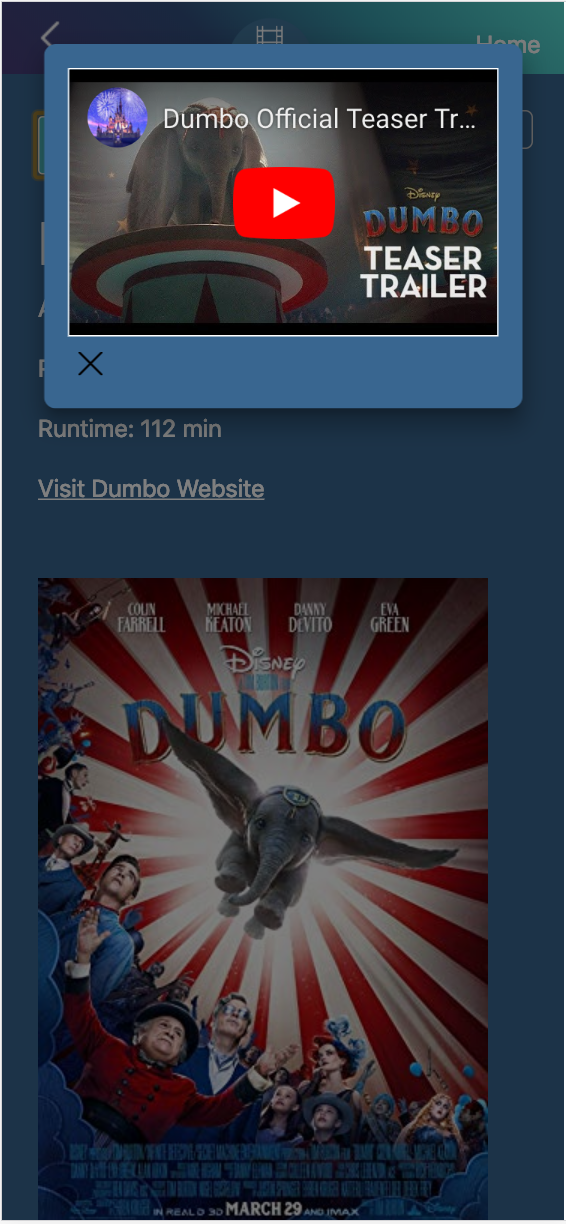 Home
Dumbo Official Teaser Tr...
Disney
DUMBO
TEASER
TRAILER
Runtime: 112 min
Visit Dumbo Website
COLIN FARRELL
MICHAEL KEATON
DANNY DeVITO
EVA GREEN
Disney
DUMBO
IN REAL D 3D MARCH 29 AND IMAX
Disney